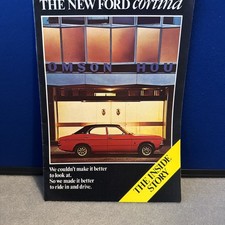 THE NEW FORD cortina
OMSON HOU
We couldn't make it better
to look at.
So we made it better
to ride in and drive.
THE INSIDE
STORY